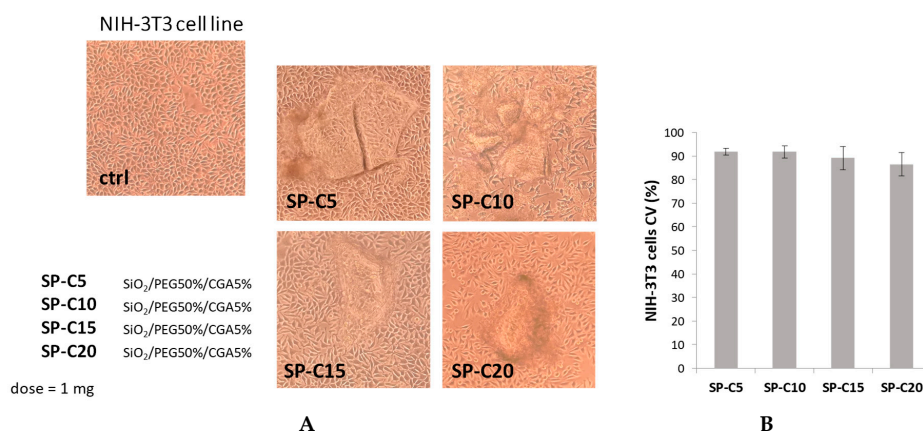 NIH-3T3 cell line
ctrl
SP-C5
SP-C10
SP-C15
SP-C20
SP-C5 SiO₂/PEG50%/CGA5%
SP-C10 SiO₂/PEG50%/CGA5%
SP-C15 SiO₂/PEG50%/CGA5%
SP-C20 SiO₂/PEG50%/CGA5%
dose = 1 mg
A
NIH-3T3 cells CV (%)
100
90
80
70
60
50
40
30
20
10
0
SP-C5 SP-C10 SP-C15 SP-C20
B